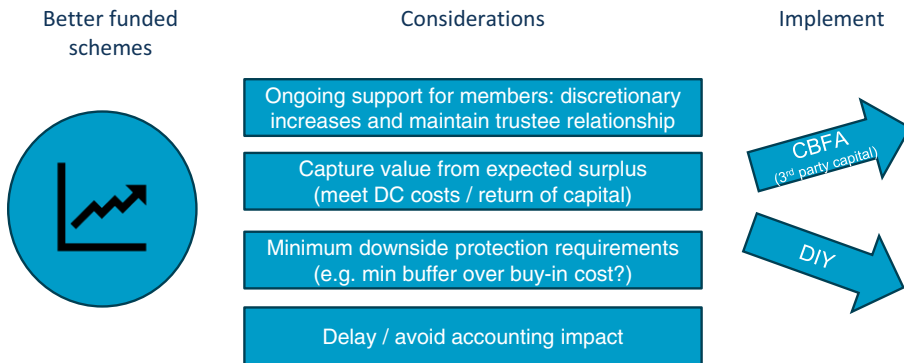 Better funded
schemes
Considerations
Implement
Ongoing support for members: discretionary
increases and maintain trustee relationship
Capture value from expected surplus
(meet DC costs / return of capital)
Minimum downside protection requirements
(e.g. min buffer over buy-in cost?)
Delay / avoid accounting impact
CBFA
(3rd party capital)
DIY